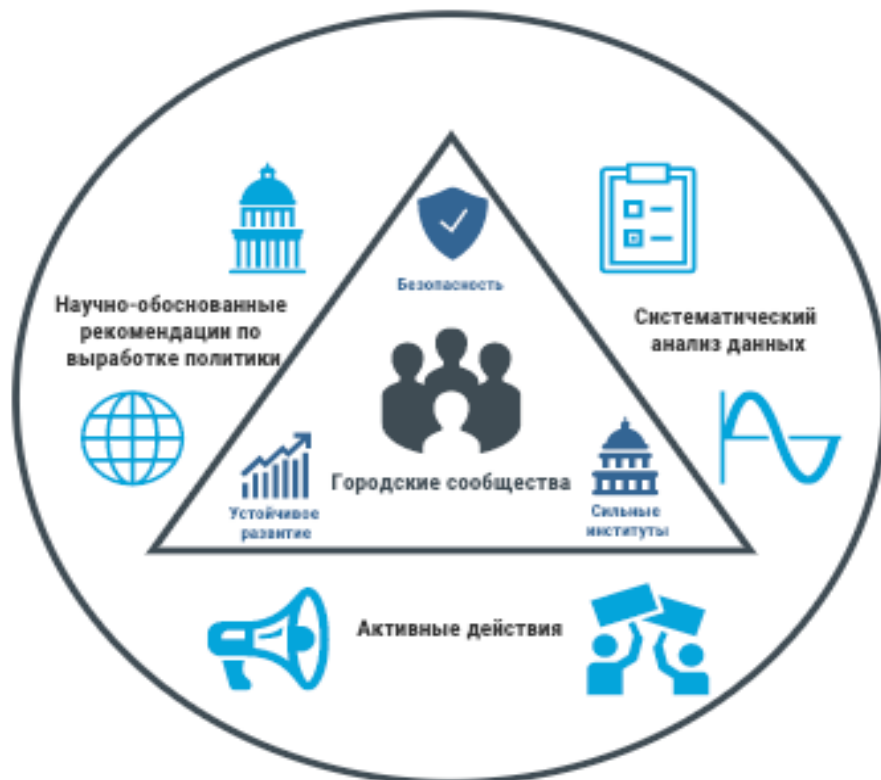 Безопасность
Научно-обоснованные
рекомендации по
выработке политики
Систематический
анализ данных
Городские сообщества
Устойчивое
развитие
Сильные
институты
Активные действия